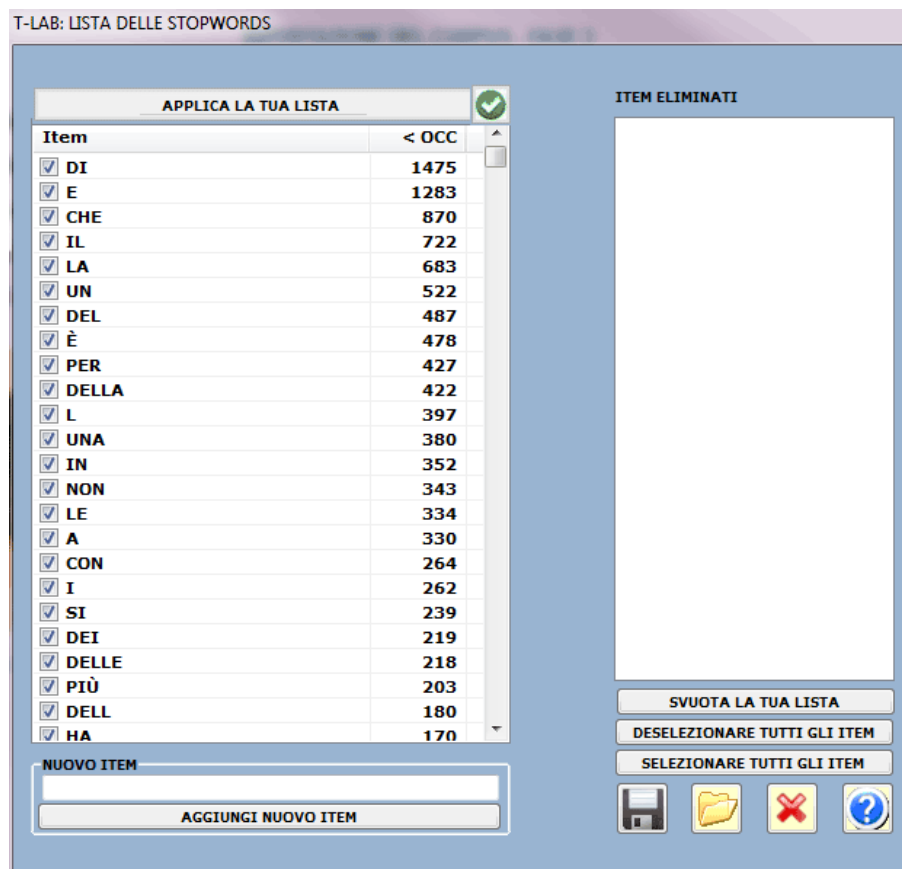 T-LAB: LISTA DELLE STOPWORDS
APPLICA LA TUA LISTA
Item < OCC
DI 1475
E 1283
CHE 870
IL 722
LA 683
UN 522
DEL 487
È 478
PER 427
DELLA 422
L 397
UNA 380
IN 352
NON 343
LE 334
A 330
CON 264
I 262
SI 239
DEI 219
DELLE 218
PIÙ 203
DELL 180
HA 170
NUOVO ITEM
AGGIUNGI NUOVO ITEM
ITEM ELIMINATI
SVUOTA LA TUA LISTA
DESELEZIONARE TUTTI GLI ITEM
SELEZIONARE TUTTI GLI ITEM
?